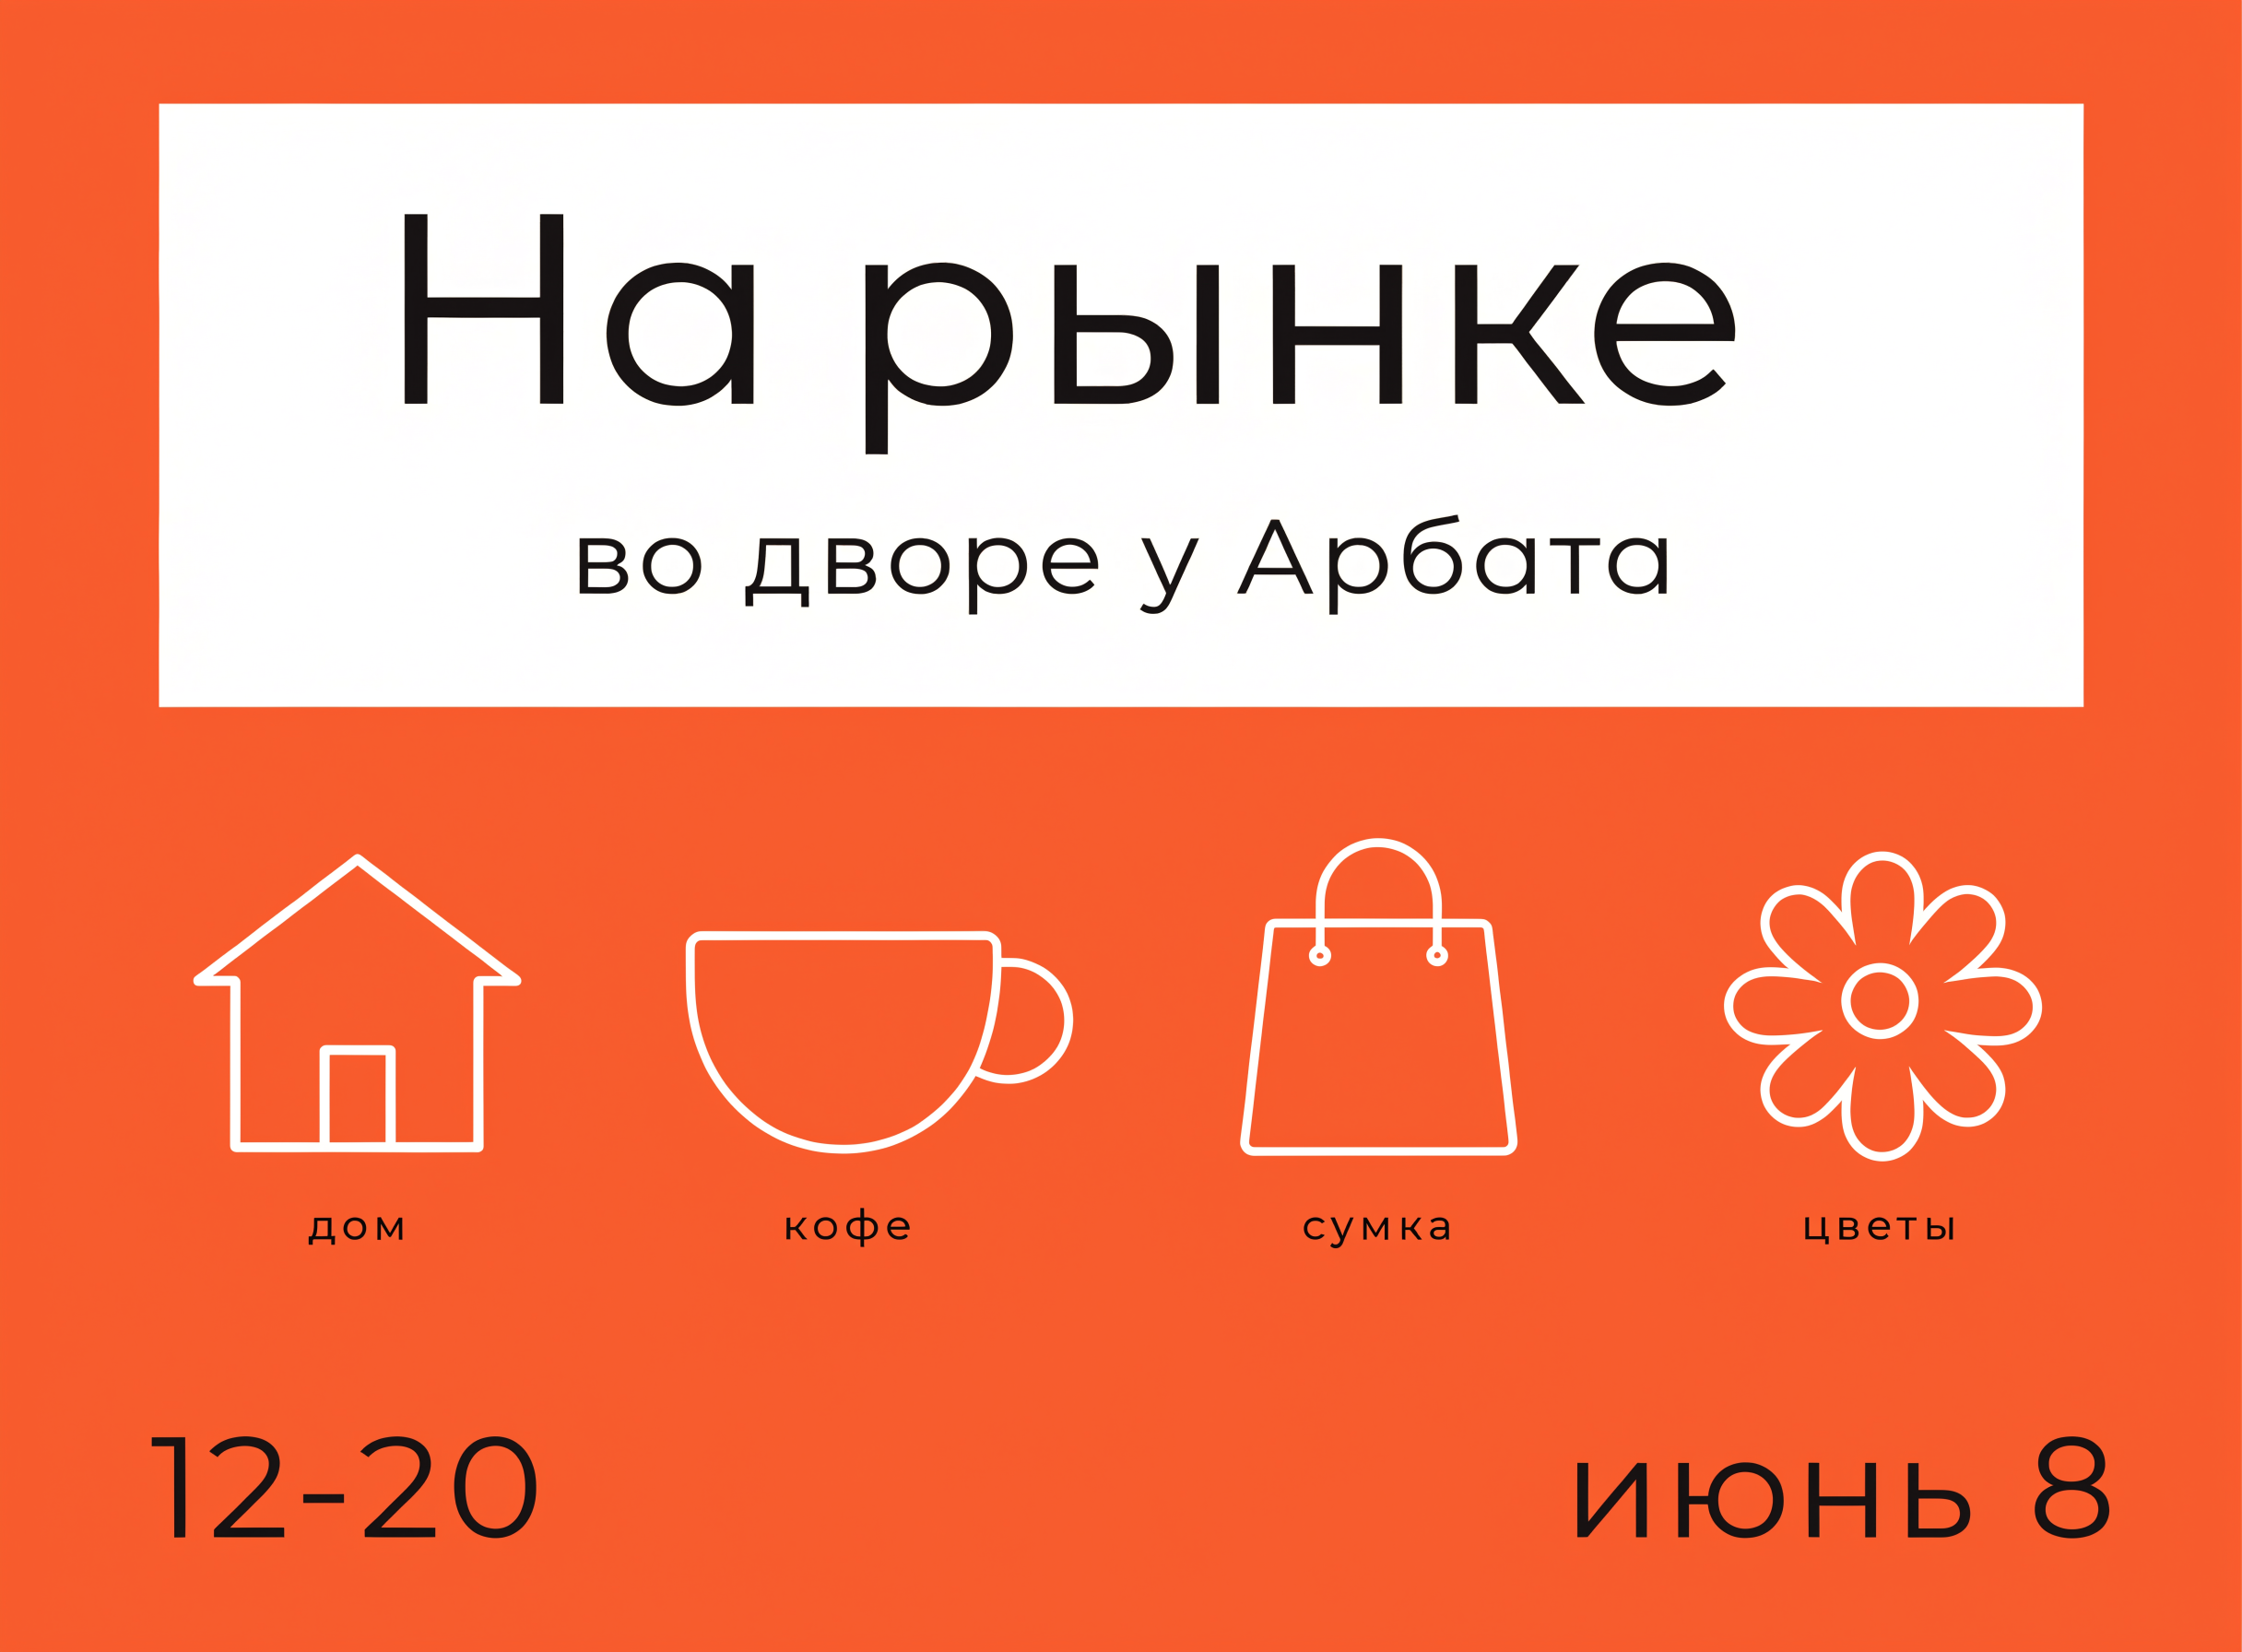 На рынке
во дворе у Арбата
дом
кофе
сумка
цветы
12-20
июнь 8